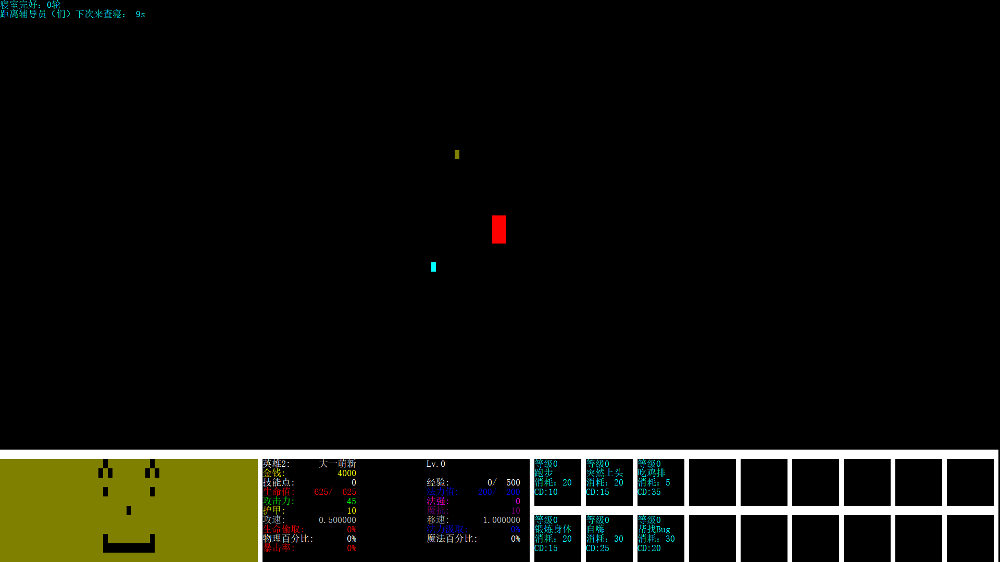 寝室完好：0轮
距离辅导员（们）下次来查寝： 9s
英雄2: 大一萌新 Lv.0
金钱: 4000
技能点: 0 经验: 0/ 500
生命值: 625/ 625 法力值: 200/ 200
攻击力: 45 法强: 0
护甲: 10 魔抗: 10
攻速: 0.500000 移速: 1.000000
生命偷取: 0% 法力汲取: 0%
物理百分比: 0% 魔法百分比: 0%
暴击率: 0%
等级0
跑步
消耗：20
CD:10
等级0
突然上头
消耗：20
CD:15
等级0
吃鸡排
消耗：5
CD:35
等级0
锻炼身体
消耗：20
CD:15
等级0
自嗨
消耗：30
CD:25
等级0
帮找Bug
消耗：30
CD:20